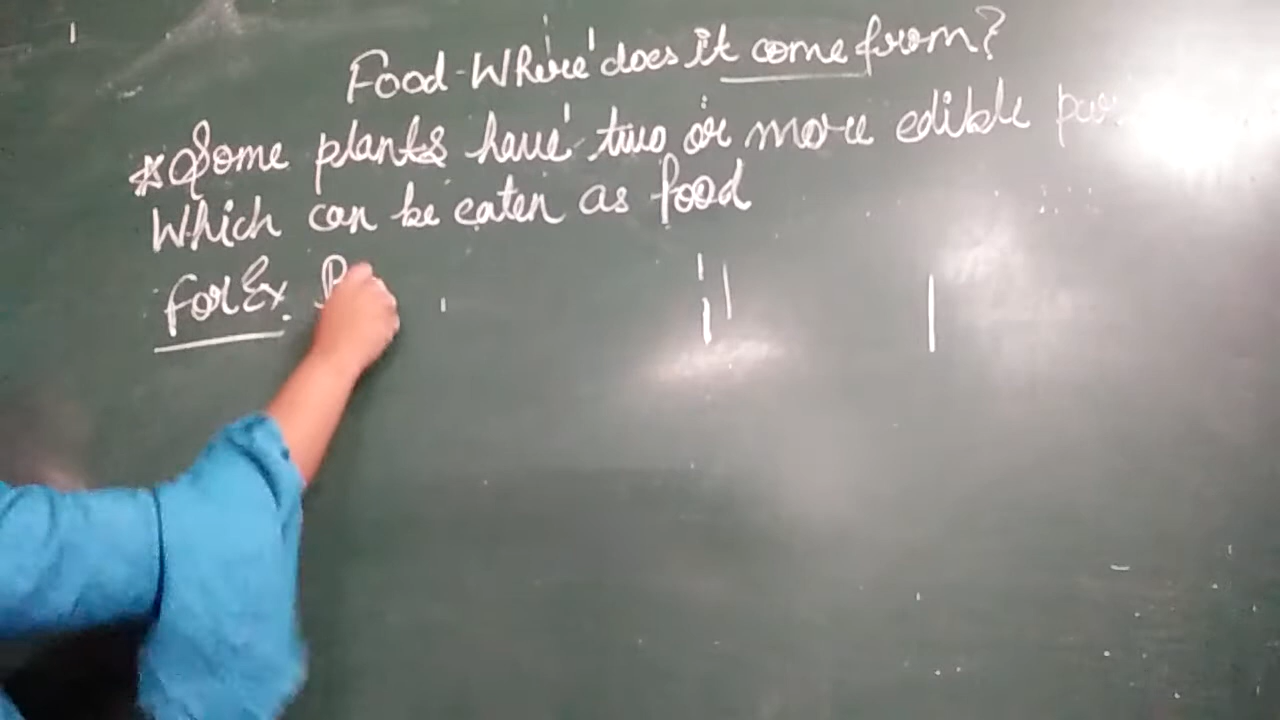 Food-Where does it come from?
*Some plants have two or more edible
Which can be eaten as food
For Ex.